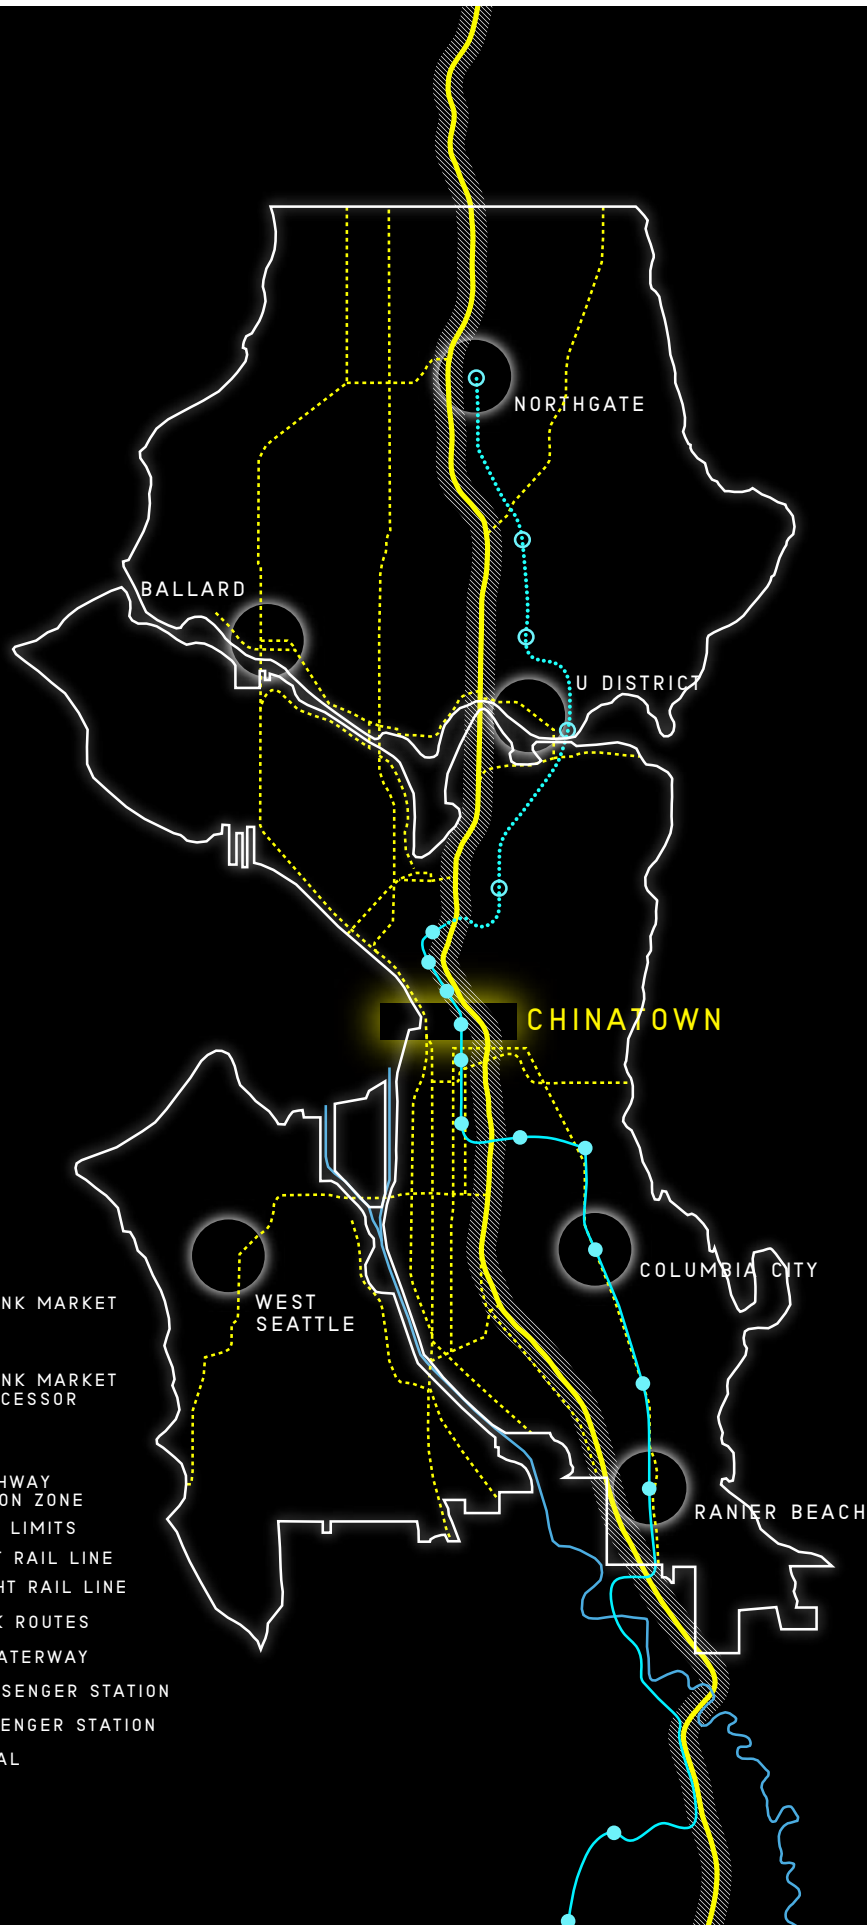 NORTHGATE
BALLARD
U DISTRICT
CHINATOWN
COLUMBIA CITY
WEST
SEATTLE
RANIER BEACH
NK MARKET
NK MARKET
CESSOR
HWAY
ON ZONE
LIMITS
T RAIL LINE
HT RAIL LINE
K ROUTES
ATERWAY
SENGER STATION
ENGER STATION
AL